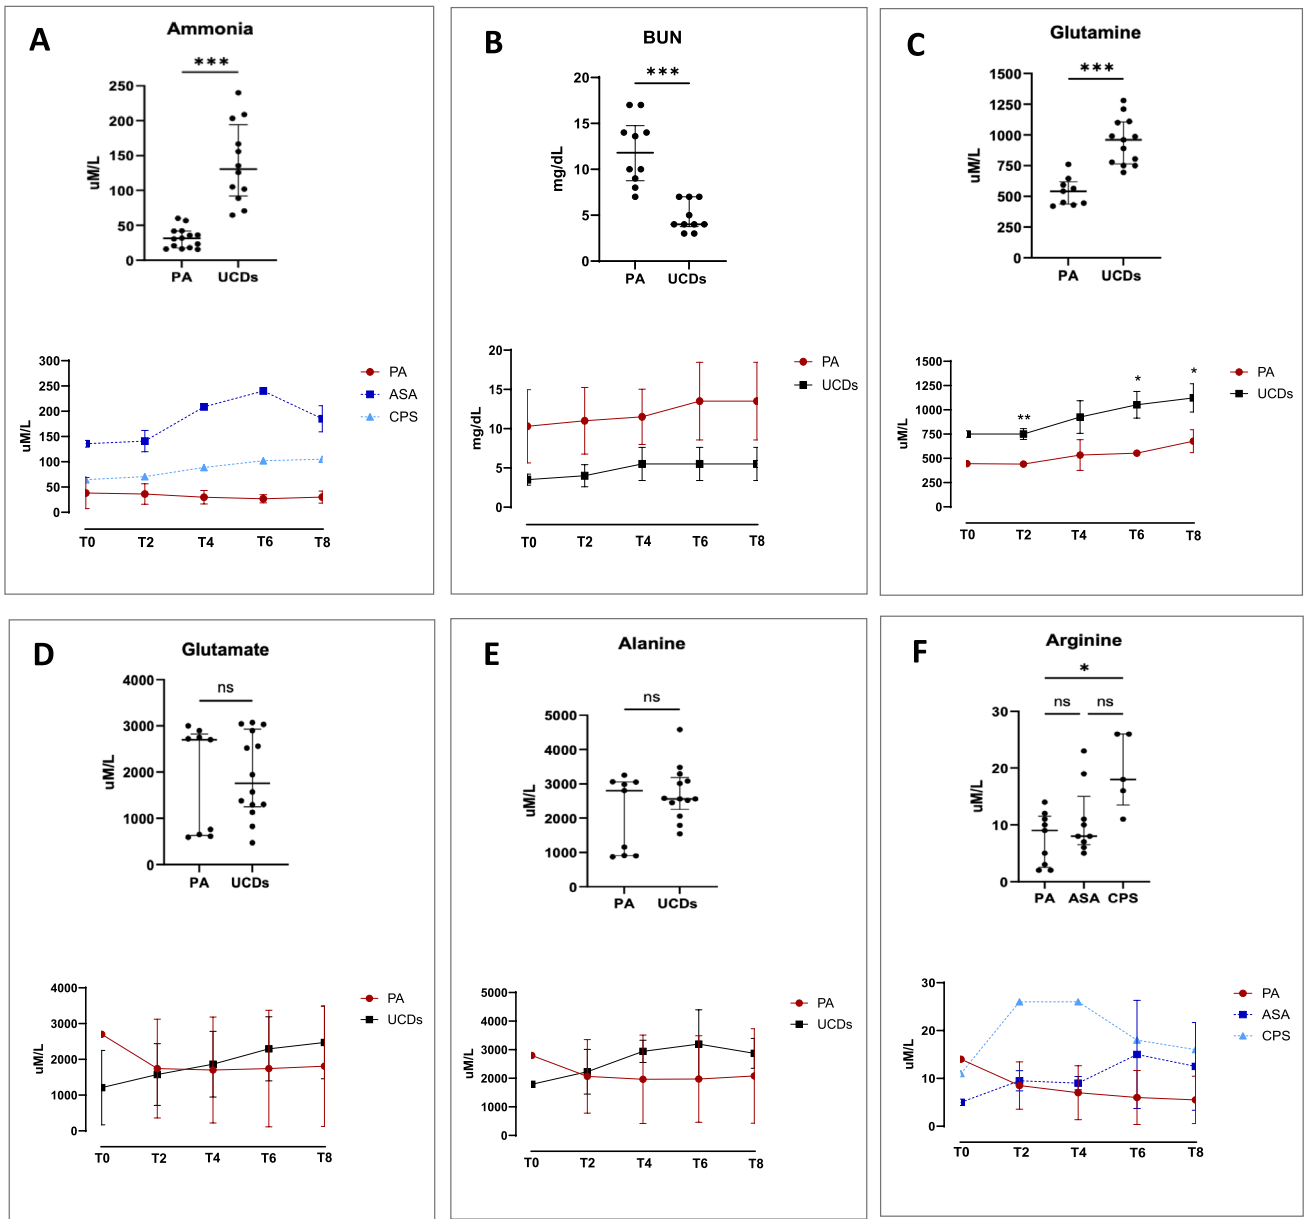 A
Ammonia
***
250
200
150
100
50
0
uM/L
PA UCDs
300
250
200
150
100
50
0
uM/L
T0 T2 T4 T6 T8
PA
ASA
CPS
B
BUN
***
20
15
10
5
0
mg/dL
PA UCDs
20
15
10
5
0
mg/dL
T0 T2 T4 T6 T8
PA
UCDs
C
Glutamine
***
1500
1250
1000
750
500
250
0
uM/L
PA UCDs
1500
1250
1000
750
500
250
0
uM/L
** * *
T0 T2 T4 T6 T8
PA
UCDs
D
Glutamate
ns
4000
3000
2000
1000
0
uM/L
PA UCDs
4000
3000
2000
1000
0
uM/L
T0 T2 T4 T6 T8
PA
UCDs
E
Alanine
ns
5000
4000
3000
2000
1000
0
uM/L
PA UCDs
5000
4000
3000
2000
1000
0
uM/L
T0 T2 T4 T6 T8
PA
UCDs
F
Arginine
*
ns ns
30
20
10
0
uM/L
PA ASA CPS
30
20
10
0
uM/L
T0 T2 T4 T6 T8
PA
ASA
CPS